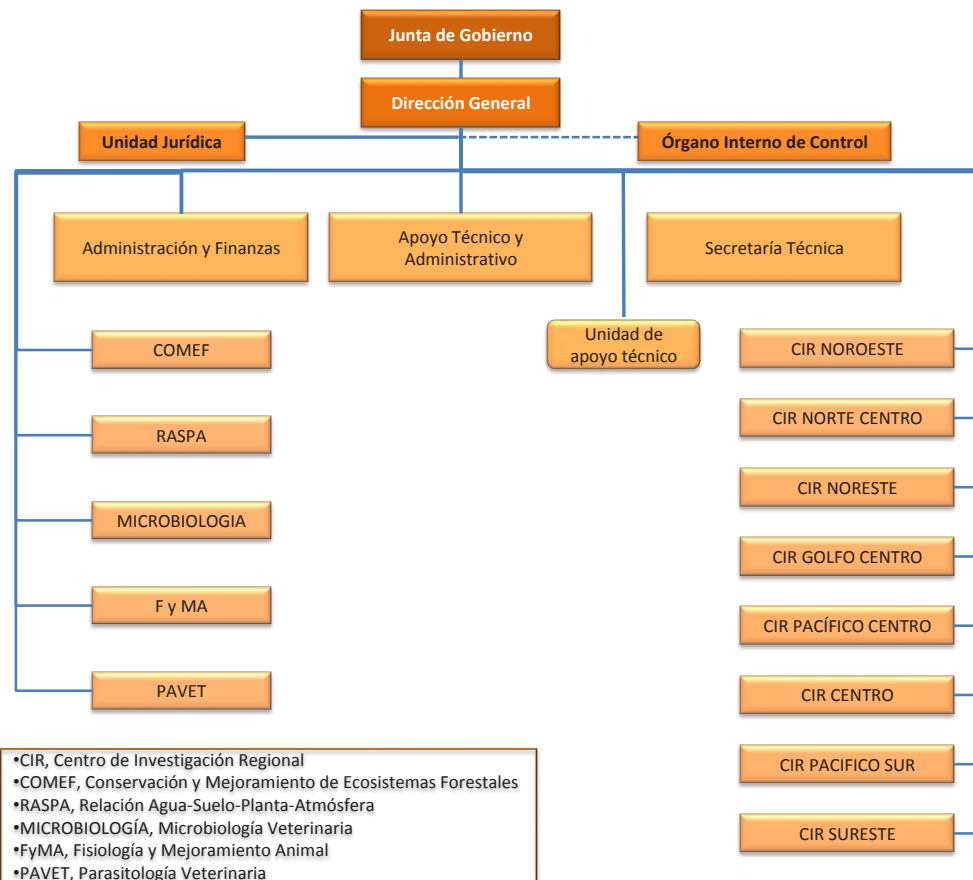 Junta de Gobierno
Dirección General
Unidad Jurídica
Órgano Interno de Control
Administración y Finanzas
Apoyo Técnico y
Administrativo
Secretaría Técnica
Unidad de
apoyo técnico
COMEF
RASPA
MICROBIOLOGIA
F y MA
PAVET
CIR NOROESTE
CIR NORTE CENTRO
CIR NORESTE
CIR GOLFO CENTRO
CIR PACÍFICO CENTRO
CIR CENTRO
CIR PACIFICO SUR
CIR SURESTE
•CIR, Centro de Investigación Regional
•COMEF, Conservación y Mejoramiento de Ecosistemas Forestales
•RASPA, Relación Agua-Suelo-Planta-Atmósfera
•MICROBIOLOGÍA, Microbiología Veterinaria
•FyMA, Fisiología y Mejoramiento Animal
•PAVET, Parasitología Veterinaria